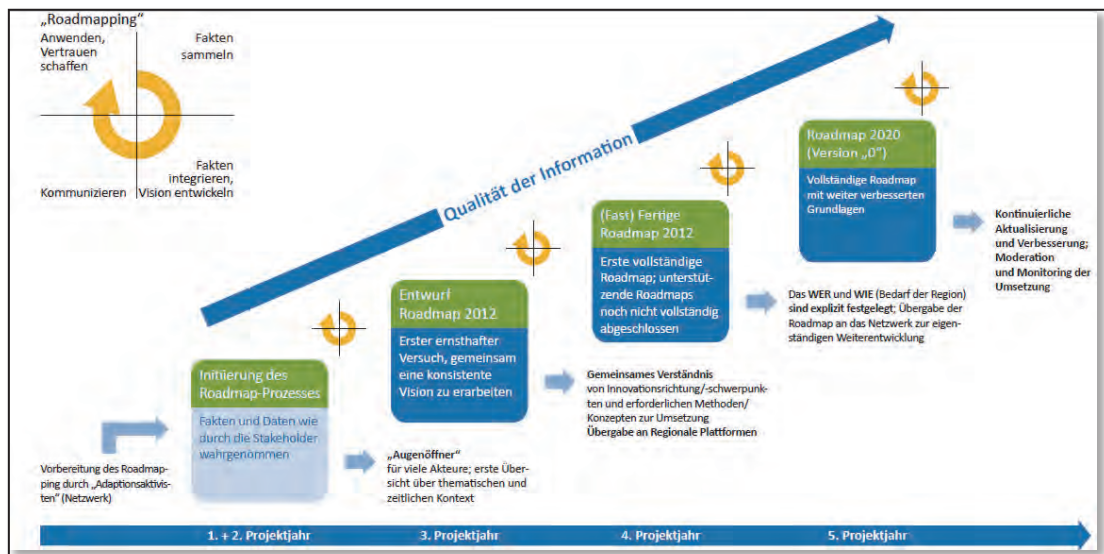 „Roadmapping“
Anwenden,
Vertrauen
schaffen
Fakten
sammeln
Kommunizieren
Fakten
integrieren,
Vision entwickeln
Qualität der Information
Vorbereitung des Roadmap-
ping durch „Adaptionsaktivis-
ten“ (Netzwerk)
Initiierung des
Roadmap-Prozesses
Fakten und Daten wie
durch die Stakeholder
wahrgenommen
„Augenöffner“
für viele Akteure; erste Über-
sicht über thematischen und
zeitlichen Kontext
Entwurf
Roadmap 2012
Erster ernsthafter
Versuch, gemeinsam
eine konsistente
Vision zu erarbeiten
Gemeinsames Verständnis
von Innovationsrichtung/-schwerpunk-
ten und erforderlichen Methoden/
Konzepten zur Umsetzung
Übergabe an Regionale Plattformen
(Fast) Fertige
Roadmap 2012
Erste vollständige
Roadmap; unterstüt-
zende Roadmaps
noch nicht vollständig
abgeschlossen
Das WER und WIE (Bedarf der Region)
sind explizit festgelegt; Übergabe der
Roadmap an das Netzwerk zur eigen-
ständigen Weiterentwicklung
Roadmap 2020
(Version „0“)
Vollständige Roadmap
mit weiter verbesserten
Grundlagen
Kontinuierliche
Aktualisierung
und Verbesserung;
Moderation
und Monitoring der
Umsetzung
1. + 2. Projektjahr
3. Projektjahr
4. Projektjahr
5. Projektjahr